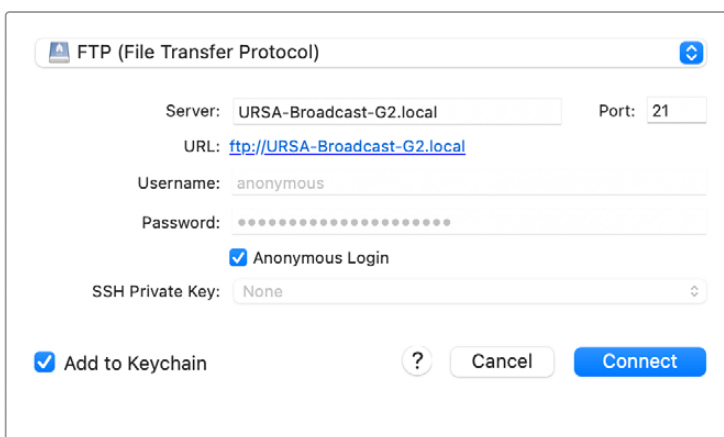 FTP (File Transfer Protocol)
Server: URSA-Broadcast-G2.local Port: 21
URL: ftp://URSA-Broadcast-G2.local
Username: anonymous
Password: •••••••••••••••••••••
Anonymous Login
SSH Private Key: None
Add to Keychain ? Cancel Connect